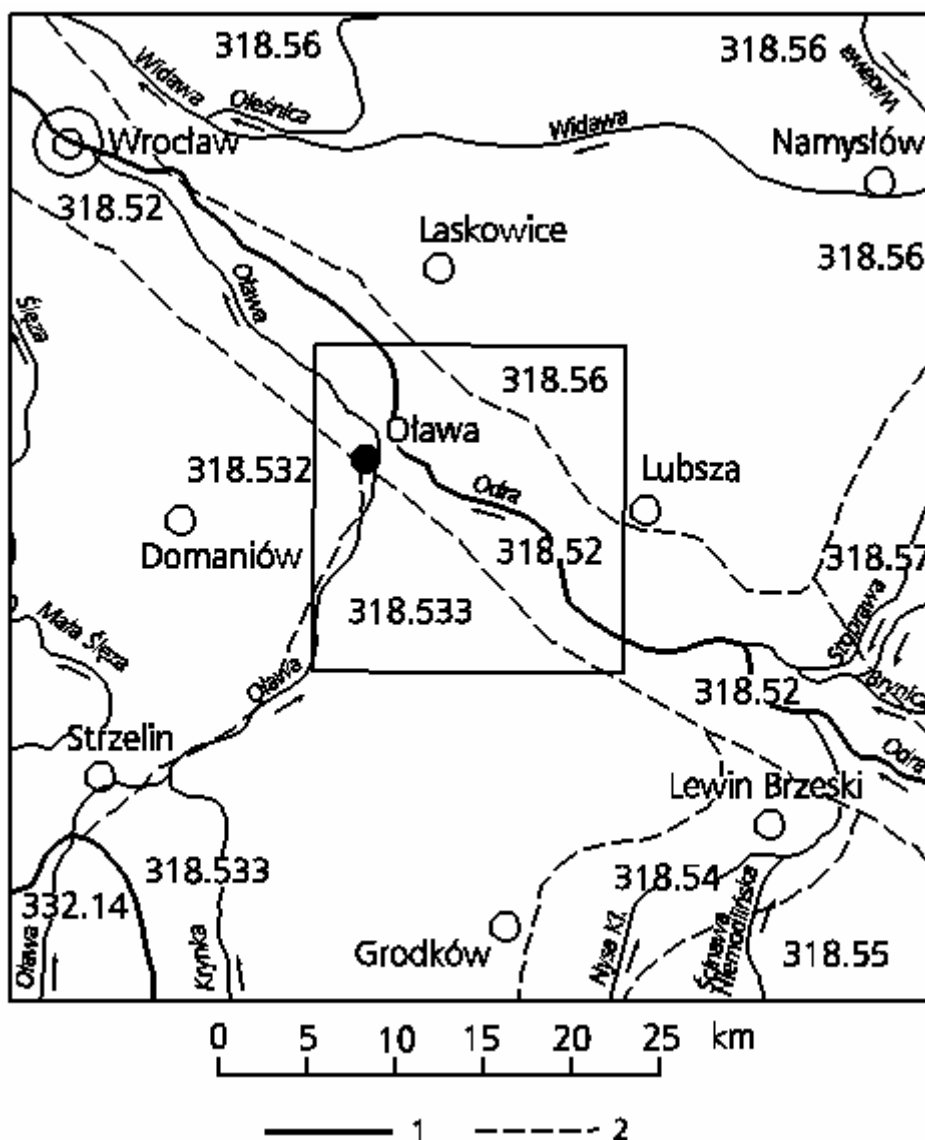 318.56
318.56
Widawa
Oleśnica
Widawa
Widawa
Wrocław
Namysłów
318.52
Laskowice
318.56
Oława
Ślęza
318.56
Oława
318.532
Lubsza
Odra
Domaniów
318.52
318.57
318.533
Stobrawa
Mała Ślęza
Oława
318.52
Brynica
Strzelin
Odra
Lewin Brzeski
318.533
318.54
332.14
Oława
Krynka
Grodków
Nysa Kł.
Ścinawa
Niemodlińska
318.55
0 5 10 15 20 25 km
1 2